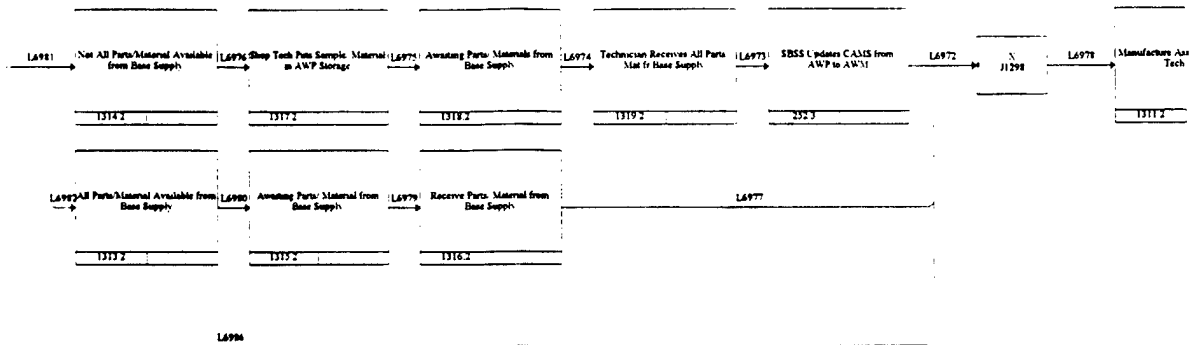 L6981
Not All Parts/Material Available
from Base Supply
1314.2
L6976
Shop Tech Puts Sample. Material
in AWP Storage
1317.2
L6975
Awaiting Parts/ Materials from
Base Supply
1318.2
L6974
Technician Receives All Parts
Mat fr Base Supply
1319.2
L6973
SBSS Updates CAMS from
AWP to AWM
252.3
L6972
X
J1298
L6978
Manufacture Ass
Tech
1311.2
L6982
All Parts/Material Available from
Base Supply
1313.2
L6980
Awaiting Parts/ Material from
Base Supply
1315.2
L6979
Receive Parts. Material from
Base Supply
1316.2
L6977